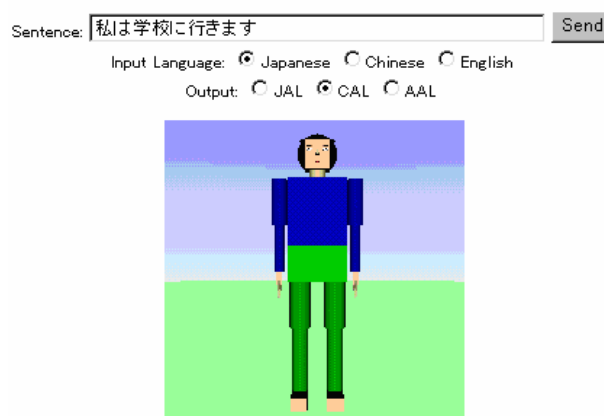 Sentence: 私は学校に行きます Send
Input Language: Japanese Chinese English
Output: JAL CAL AAL